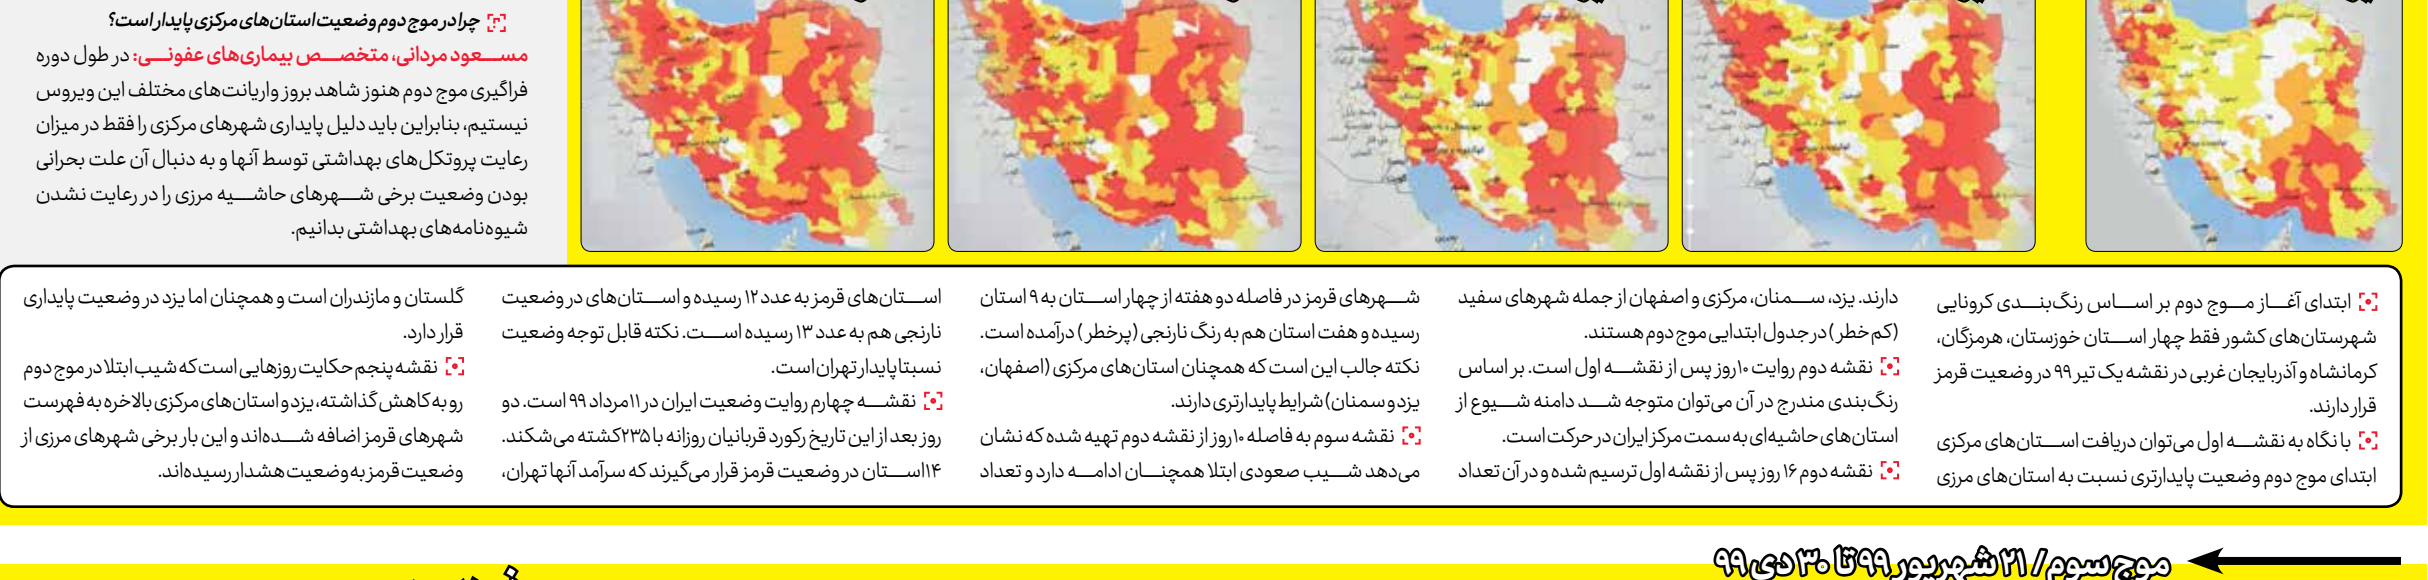 چرا در موج دوم وضعیت استان‌های مرکزی پایدار است؟
مسعود مردانی، متخصص بیماری‌های عفونی: در طول دوره
فراگیری موج دوم هنوز شاهد بروز واریانت‌های مختلف این ویروس
نیستیم، بنابراین باید دلیل پایداری شهرهای مرکزی را فقط در میزان
رعایت پروتکل‌های بهداشتی توسط آنها و به دنبال آن علت بحرانی
بودن وضعیت برخی شهرهای حاشیه مرزی را در رعایت نشدن
شیوه‌نامه‌های بهداشتی بدانیم.
ابتدای آغاز موج دوم بر اساس رنگ‌بندی کرونایی
شهرستان‌های کشور فقط چهار استان خوزستان، هرمزگان،
کرمانشاه و آذربایجان غربی در نقشه یک تیر ۹۹ در وضعیت قرمز
قرار دارند.
با نگاه به نقشه اول می‌توان دریافت استان‌های مرکزی
ابتدای موج دوم وضعیت پایدارتری نسبت به استان‌های مرزی
دارند. یزد، سمنان، مرکزی و اصفهان از جمله شهرهای سفید
(کم‌خطر) در جدول ابتدایی موج دوم هستند.
نقشه دوم روایت ۱۰روز پس از نقشه اول است. بر اساس
رنگ‌بندی مندرج در آن می‌توان متوجه شد دامنه شیوع از
استان‌های حاشیه‌ای به سمت مرکز ایران در حرکت است.
نقشه دوم ۱۶ روز پس از نقشه اول ترسیم شده و در آن تعداد
شهرهای قرمز در فاصله دو هفته از چهار استان به ۹ استان
رسیده و هفت استان هم به رنگ نارنجی (پرخطر) درآمده است.
نکته جالب این است که همچنان استان‌های مرکزی (اصفهان،
یزد و سمنان) شرایط پایدارتری دارند.
نقشه سوم به فاصله ۱۰روز از نقشه دوم تهیه شده که نشان
می‌دهد شیب صعودی ابتلا همچنان ادامه دارد و تعداد
استان‌های قرمز به عدد ۱۲ رسیده و استان‌های در وضعیت
نارنجی هم به عدد ۱۳ رسیده است. نکته قابل توجه وضعیت
نسبتا پایدار تهران است.
نقشه چهارم روایت وضعیت ایران در ۱۱مرداد ۹۹ است. دو
روز بعد از این تاریخ رکورد قربانیان روزانه با ۲۳۵کشته می‌شکند.
۱۴استان در وضعیت قرمز قرار می‌گیرند که سرآمد آنها تهران،
گلستان و مازندران است و همچنان اما یزد در وضعیت پایداری
قرار دارد.
نقشه پنجم حکایت روزهایی است که شیب ابتلا در موج دوم
رو به کاهش گذاشته، یزد و استان‌های مرکزی بالاخره به فهرست
شهرهای قرمز اضافه شده‌اند و این بار برخی شهرهای مرزی از
وضعیت قرمز به وضعیت هشدار رسیده‌اند.
موج سوم / ۲۱ شهریور ۹۹ تا ۳۰ دی ۹۹